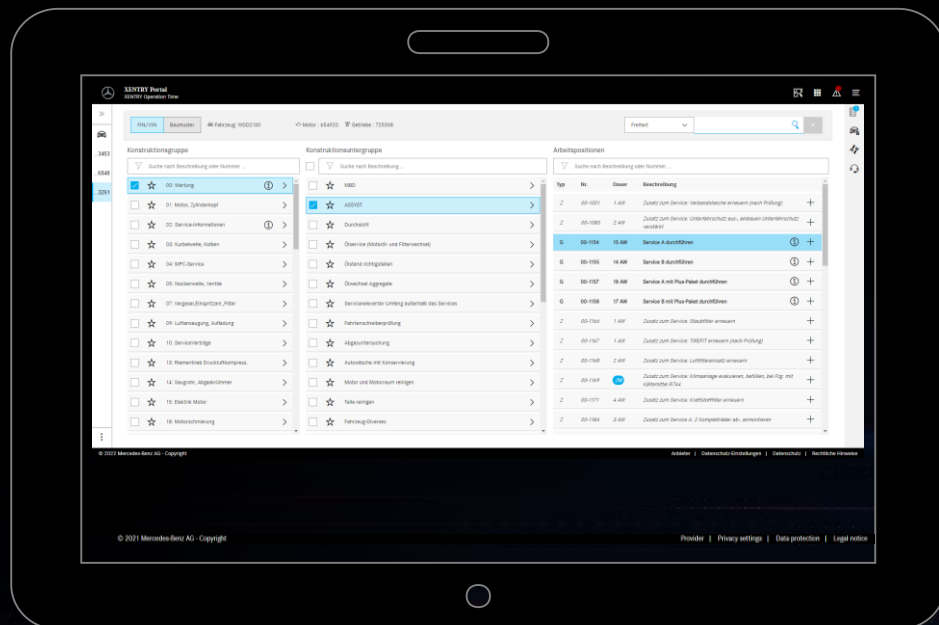 XENTRY Portal
XENTRY Operation Time
FIN/VIN
Baumuster
Fahrzeug: WDD2130
Motor : 654920
Getriebe : 725008
Freitext
3453
6848
3251
Konstruktionsgruppe
Suche nach Beschreibung oder Nummer ...
00: Wartung
01: Motor, Zylinderkopf
02: Service-Informationen
03: Kurbelwelle, Kolben
04: MPC-Service
05: Nockenwelle, Ventile
07: Vergaser,Einspritzanl.,Filter
09: Luftansaugung, Aufladung
10: Serviceverträge
13: Riementrieb Druckluftkompress.
14: Saugrohr, Abgaskrümmer
15: Elektrik Motor
18: Motorschmierung
Konstruktionsuntergruppe
Suche nach Beschreibung ...
MBD
ASSYST
Durchsicht
Ölservice (Motoröl- und Filterwechsel)
Ölstand richtigstellen
Ölwechsel Aggregate
Servicerelevanter Umfang außerhalb des Services
Fahrtenschreiberprüfung
Abgasuntersuchung
Autowäsche mit Konservierung
Motor und Motorraum reinigen
Teile reinigen
Fahrzeug-Diverses
Arbeitspositionen
Suche nach Beschreibung oder Nummer ...
Typ Nr. Dauer Beschreibung
Z 00-1001 1 AW Zusatz zum Service: Verbandstasche erneuern (nach Prüfung)
Z 00-1080 2 AW Zusatz zum Service: Unterfahrschutz aus-, einbauen Unterfahrschutz
verstärkt
G 00-1154 15 AW Service A durchführen
G 00-1155 14 AW Service B durchführen
G 00-1157 18 AW Service A mit Plus-Paket durchführen
G 00-1158 17 AW Service B mit Plus-Paket durchführen
Z 00-1166 1 AW Zusatz zum Service: Staubfilter erneuern
Z 00-1167 1 AW Zusatz zum Service: TIREFIT erneuern (nach Prüfung)
Z 00-1168 2 AW Zusatz zum Service: Luftfiltereinsatz erneuern
Z 00-1169 ZM Zusatz zum Service: Klimaanlage evakuieren, befüllen, bei Fzg. mit
Kältemittel R744
Z 00-1171 4 AW Zusatz zum Service: Kraftstofffilter erneuern
Z 00-1184 3 AW Zusatz zum Service A: 2 Kompletträder ab-, anmontieren
© 2022 Mercedes-Benz AG - Copyright
Anbieter | Datenschutz-Einstellungen | Datenschutz | Rechtliche Hinweise
© 2021 Mercedes-Benz AG - Copyright
Provider | Privacy settings | Data protection | Legal notice